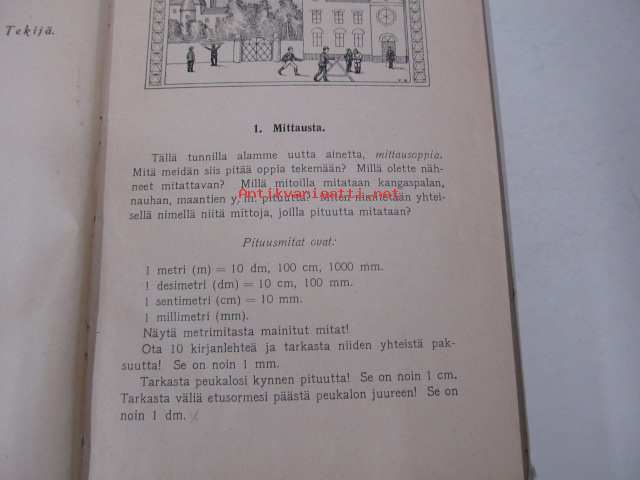 Tekijä.
1. Mittausta.
Tällä tunnilla alamme uutta ainetta, mittausoppia.
Mitä meidän siis pitää oppia tekemään? Millä olette näh-
neet mitattavan? Millä mitoilla mitataan kangaspalan,
Antikvariaatti.net
nauhan, maantien y. m. pituutta? Miten nimitetään yhtei-
sellä nimellä niitä mittoja, joilla pituutta mitataan?
Pituusmitat ovat:
1 metri (m) = 10 dm, 100 cm, 1000 mm.
1 desimetri (dm) = 10 cm, 100 mm.
1 sentimetri (cm) = 10 mm.
1 millimetri (mm).
Näytä metrimitasta mainitut mitat!
Ota 10 kirjanlehteä ja tarkasta niiden yhteistä pak-
suutta! Se on noin 1 mm.
Tarkasta peukalosi kynnen pituutta! Se on noin 1 cm.
Tarkasta väliä etusormesi päästä peukalon juureen! Se on
noin 1 dm.